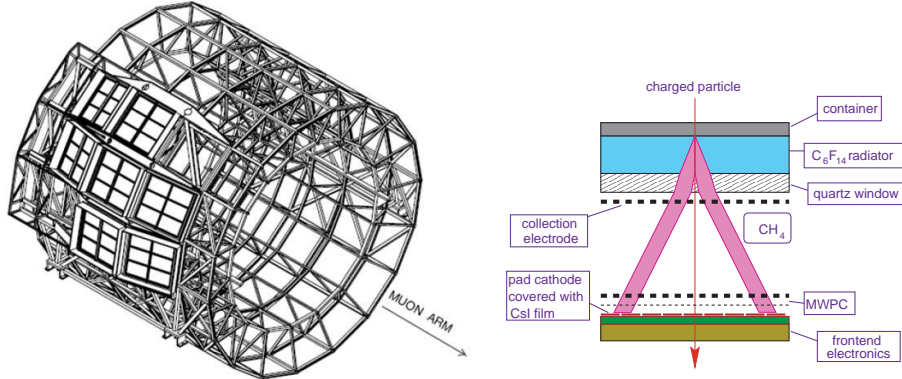 MUON ARM
charged particle
container
C₆F₁₄ radiator
quartz window
collection
electrode
CH₄
pad cathode
covered with
CsI film
MWPC
frontend
electronics